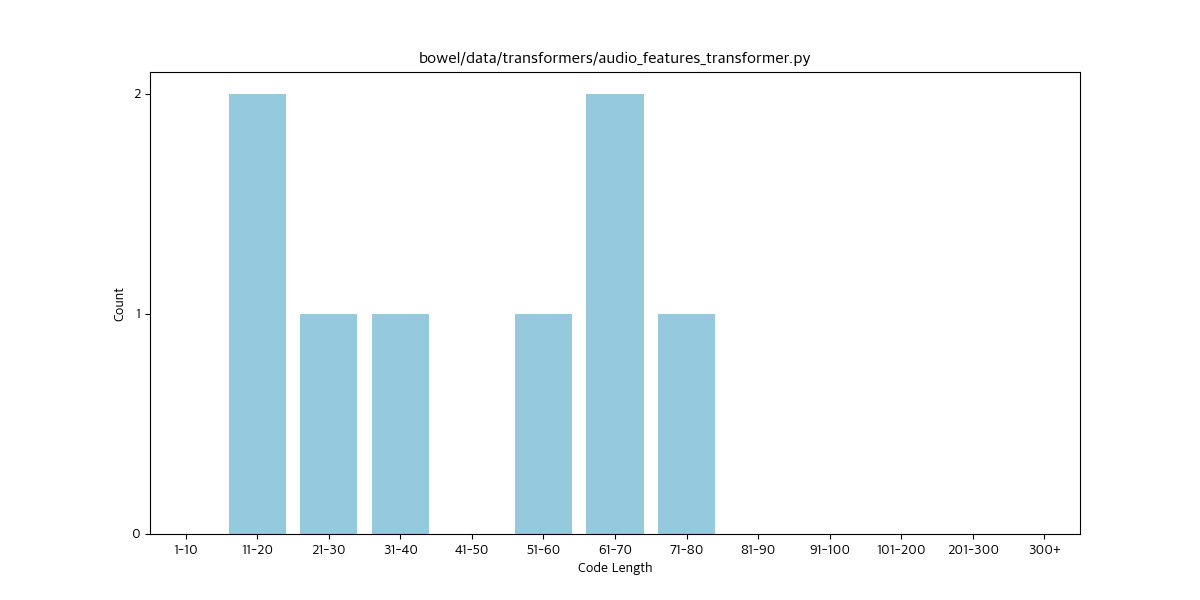 bowel/data/transformers/audio_features_transformer.py
Count
2
1
0
1-10 11-20 21-30 31-40 41-50 51-60 61-70 71-80 81-90 91-100 101-200 201-300 300+
Code Length